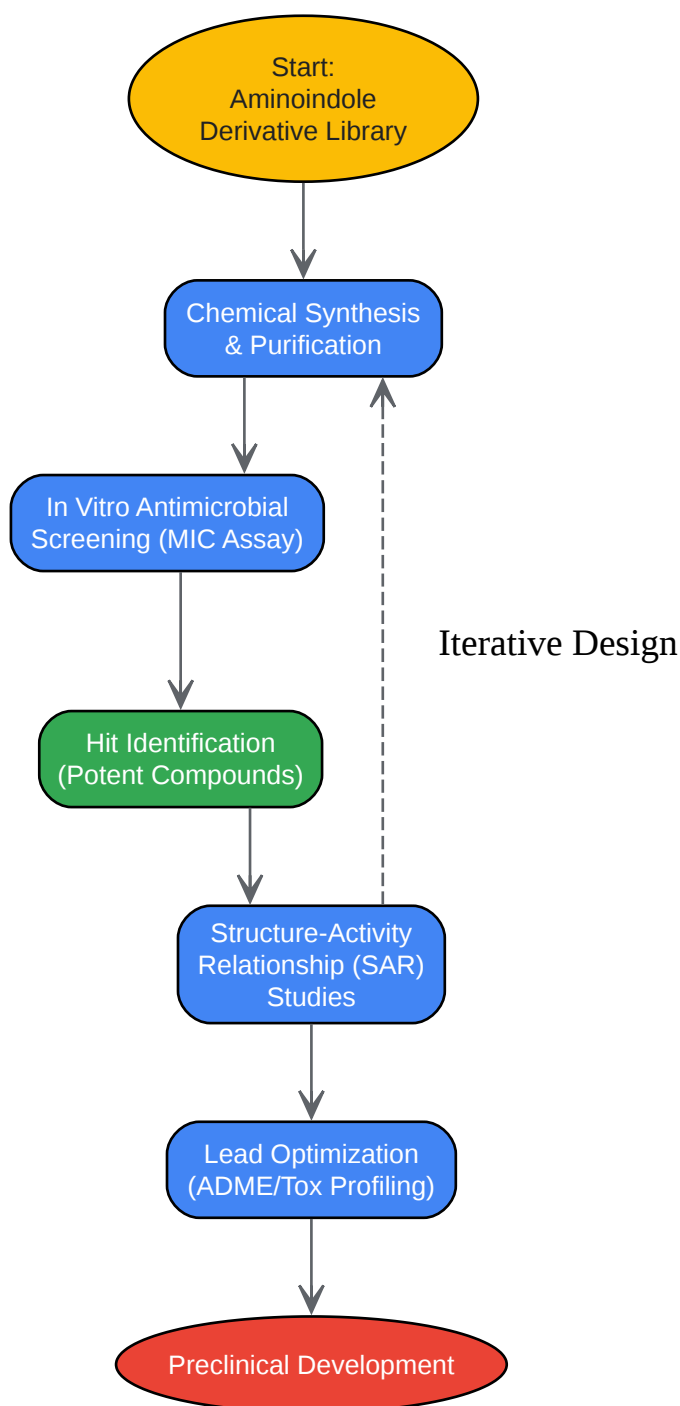 Start:
Aminoindole
Derivative Library
Chemical Synthesis
& Purification
In Vitro Antimicrobial
Screening (MIC Assay)
Iterative Design
Hit Identification
(Potent Compounds)
Structure-Activity
Relationship (SAR)
Studies
Lead Optimization
(ADME/Tox Profiling)
Preclinical Development